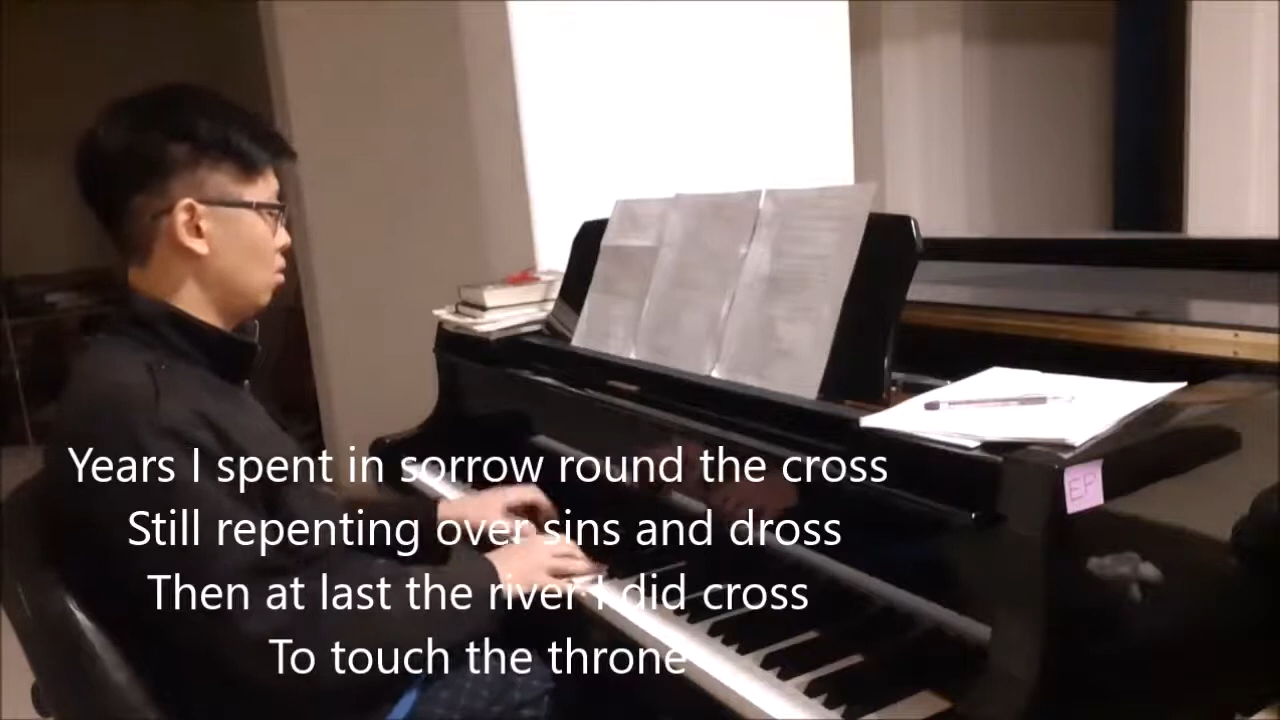 Years I spent in sorrow round the cross
Still repenting over sins and dross
Then at last the river I did cross
To touch the throne
EP